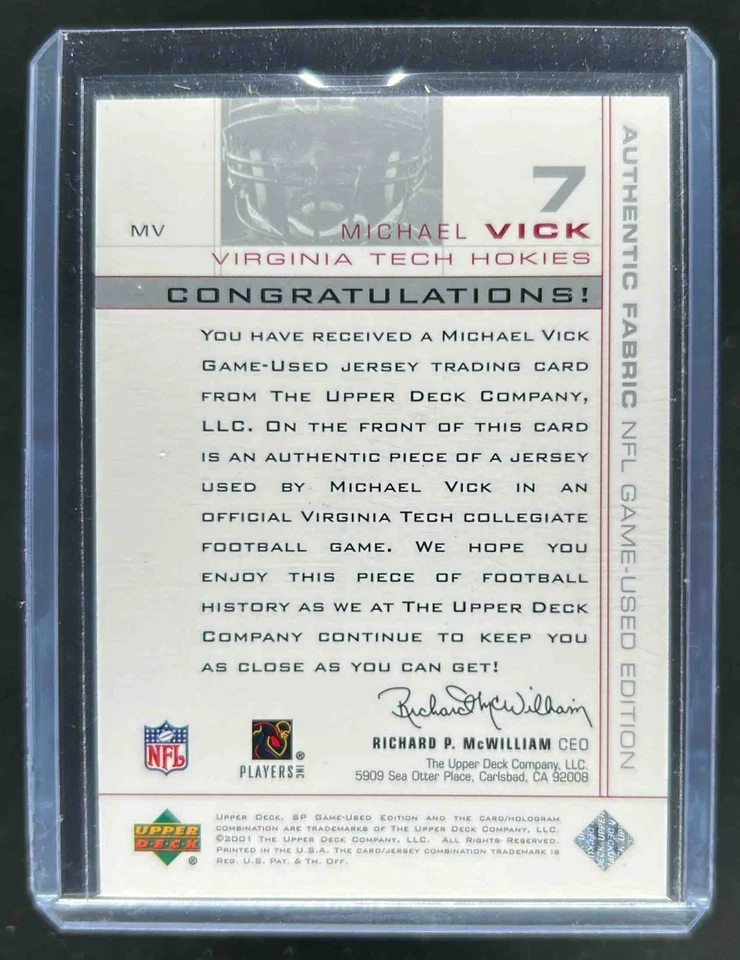 7
MV
MICHAEL VICK
VIRGINIA TECH HOKIES
CONGRATULATIONS!
YOU HAVE RECEIVED A MICHAEL VICK
GAME-USED JERSEY TRADING CARD
FROM THE UPPER DECK COMPANY,
LLC. ON THE FRONT OF THIS CARD
IS AN AUTHENTIC PIECE OF A JERSEY
USED BY MICHAEL VICK IN AN
OFFICIAL VIRGINIA TECH COLLEGIATE
FOOTBALL GAME. WE HOPE YOU
ENJOY THIS PIECE OF FOOTBALL
HISTORY AS WE AT THE UPPER DECK
COMPANY CONTINUE TO KEEP YOU
AS CLOSE AS YOU CAN GET!
Richard McWilliam
RICHARD P. MCWILLIAM CEO
The Upper Deck Company, LLC.
5909 Sea Otter Place, Carlsbad, CA 92008
NFL
PLAYERS INC ®
UPPER DECK ®
UPPER DECK, SP GAME-USED EDITION AND THE CARD/HOLOGRAM
COMBINATION ARE TRADEMARKS OF THE UPPER DECK COMPANY, LLC.
©2001 THE UPPER DECK COMPANY, LLC. ALL RIGHTS RESERVED.
PRINTED IN THE U.S.A. THE CARD/JERSEY COMBINATION TRADEMARK IS
REG. U.S. PAT. & TM. OFF.
AUTHENTIC FABRIC NFL GAME-USED EDITION